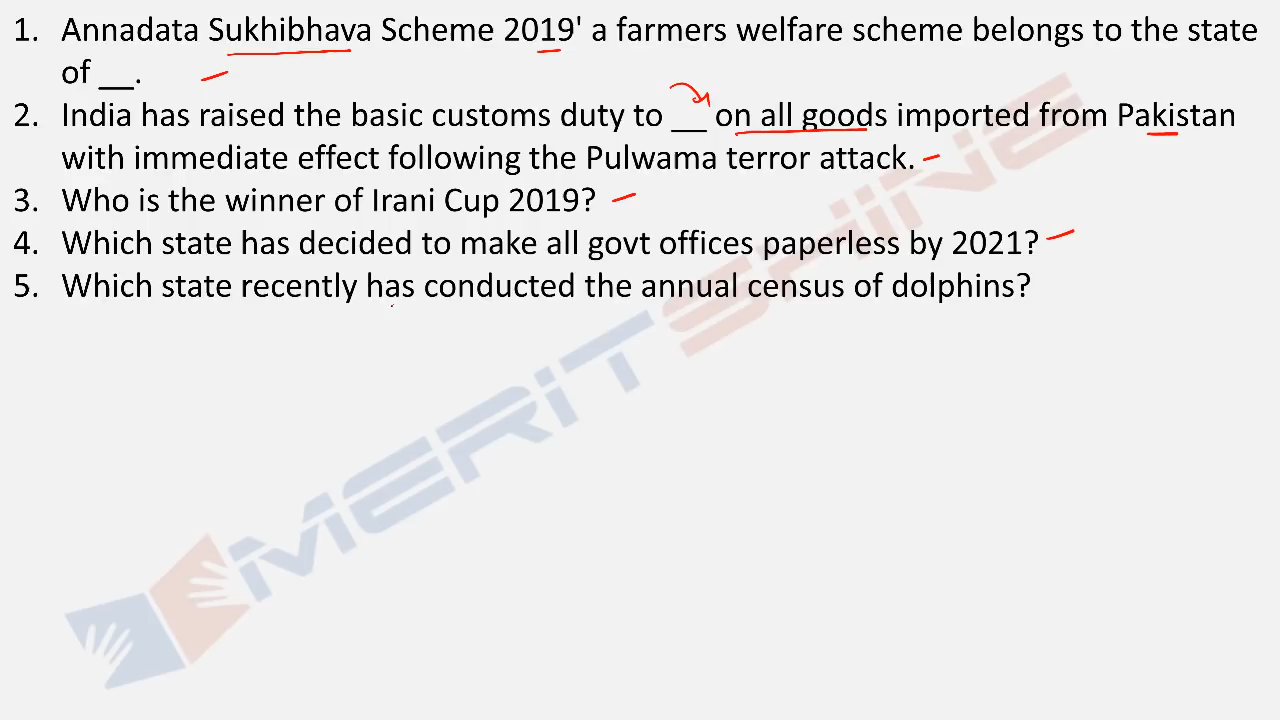 1. Annadata Sukhibhava Scheme 2019' a farmers welfare scheme belongs to the state
of __.
2. India has raised the basic customs duty to __ on all goods imported from Pakistan
with immediate effect following the Pulwama terror attack.
3. Who is the winner of Irani Cup 2019?
4. Which state has decided to make all govt offices paperless by 2021?
5. Which state recently has conducted the annual census of dolphins?
MERITSHINE